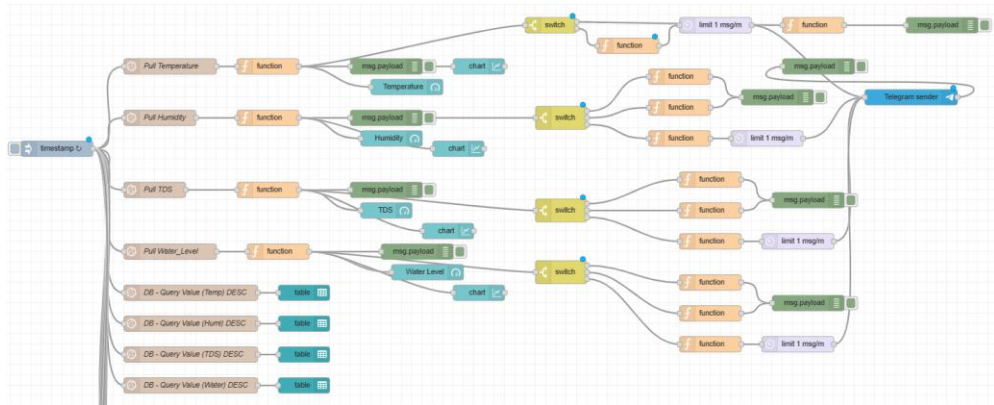 switch
limit 1 msg/m
function
msg.payload
function
Pull Temperature
function
msg.payload
chart
msg.payload
Temperature
function
Telegram sender
msg.payload
function
Pull Humidity
function
msg.payload
switch
Humidity
function
limit 1 msg/m
timestamp ↻
chart
function
Pull TDS
function
msg.payload
msg.payload
TDS
switch
function
chart
function
limit 1 msg/m
Pull Water_Level
function
msg.payload
Water Level
switch
function
DB - Query Value (Temp) DESC
table
chart
msg.payload
function
DB - Query Value (Humi) DESC
table
function
limit 1 msg/m
DB - Query Value (TDS) DESC
table
DB - Query Value (Water) DESC
table